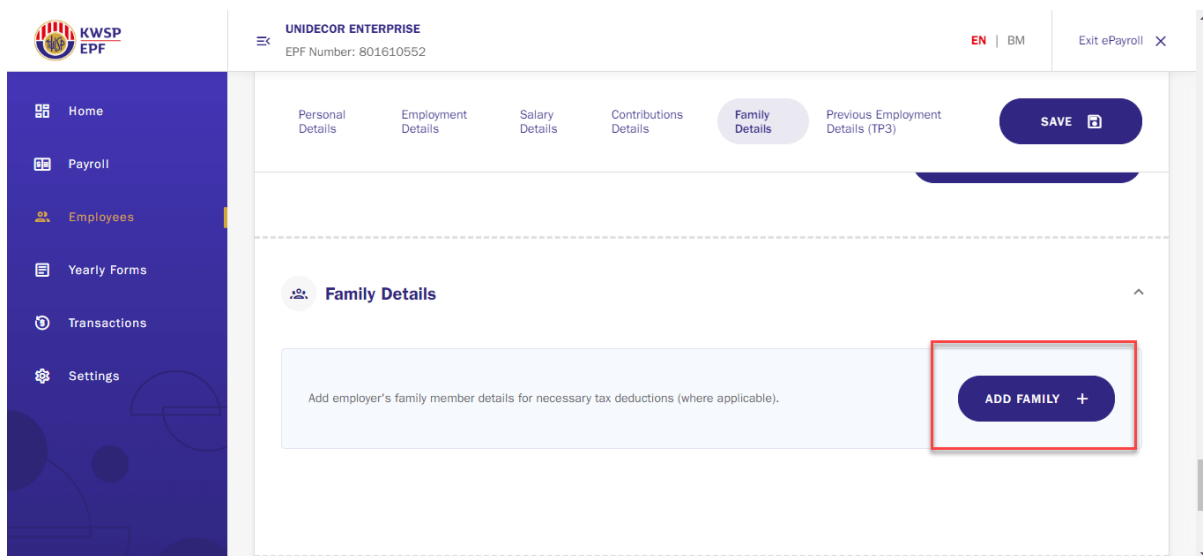 KWSP
EPF
UNIDECOR ENTERPRISE
EPF Number: 801610552
EN | BM
Exit ePayroll
Home
Payroll
Employees
Yearly Forms
Transactions
Settings
Personal
Details
Employment
Details
Salary
Details
Contributions
Details
Family
Details
Previous Employment
Details (TP3)
SAVE
Family Details
Add employer's family member details for necessary tax deductions (where applicable).
ADD FAMILY +